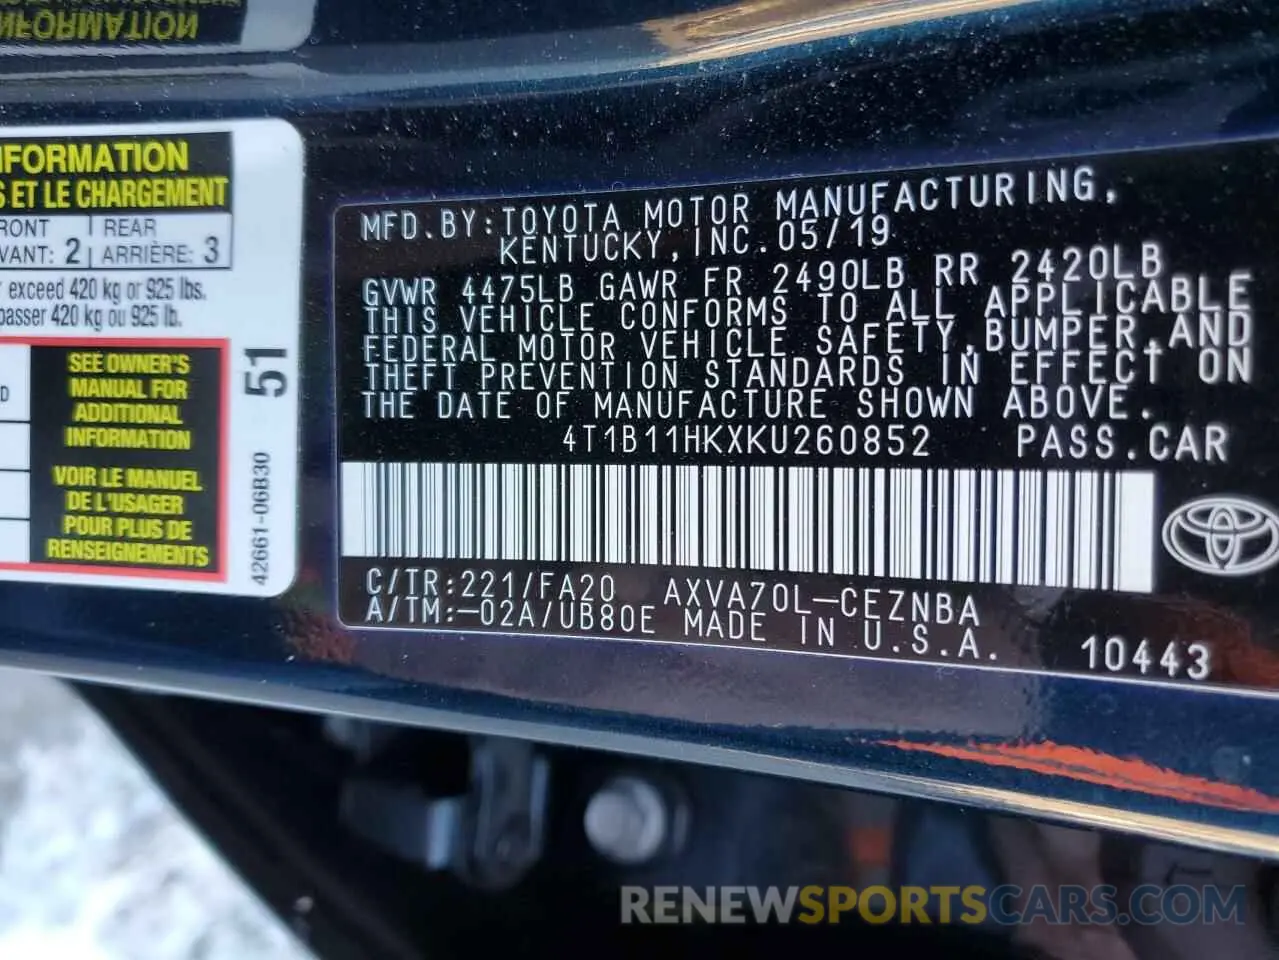 INFORMATION
NFORMATION
S ET LE CHARGEMENT
RONT REAR
VANT: 2 ARRIÈRE: 3
exceed 420 kg or 925 lbs.
passer 420 kg ou 925 lb.
SEE OWNER'S
MANUAL FOR
ADDITIONAL
INFORMATION
VOIR LE MANUEL
DE L'USAGER
POUR PLUS DE
RENSEIGNEMENTS
D
51
42661-06B30
MFD.BY:TOYOTA MOTOR MANUFACTURING,
KENTUCKY,INC.05/19
GVWR 4475LB GAWR FR 2490LB RR 2420LB
THIS VEHICLE CONFORMS TO ALL APPLICABLE
FEDERAL MOTOR VEHICLE SAFETY,BUMPER,AND
THEFT PREVENTION STANDARDS IN EFFECT ON
THE DATE OF MANUFACTURE SHOWN ABOVE.
4T1B11HKXKU260852 PASS.CAR
C/TR:221/FA20 AXVA70L-CEZNBA
A/TM:-02A/UB80E MADE IN U.S.A.
10443
RENEWSPORTSCARS.COM